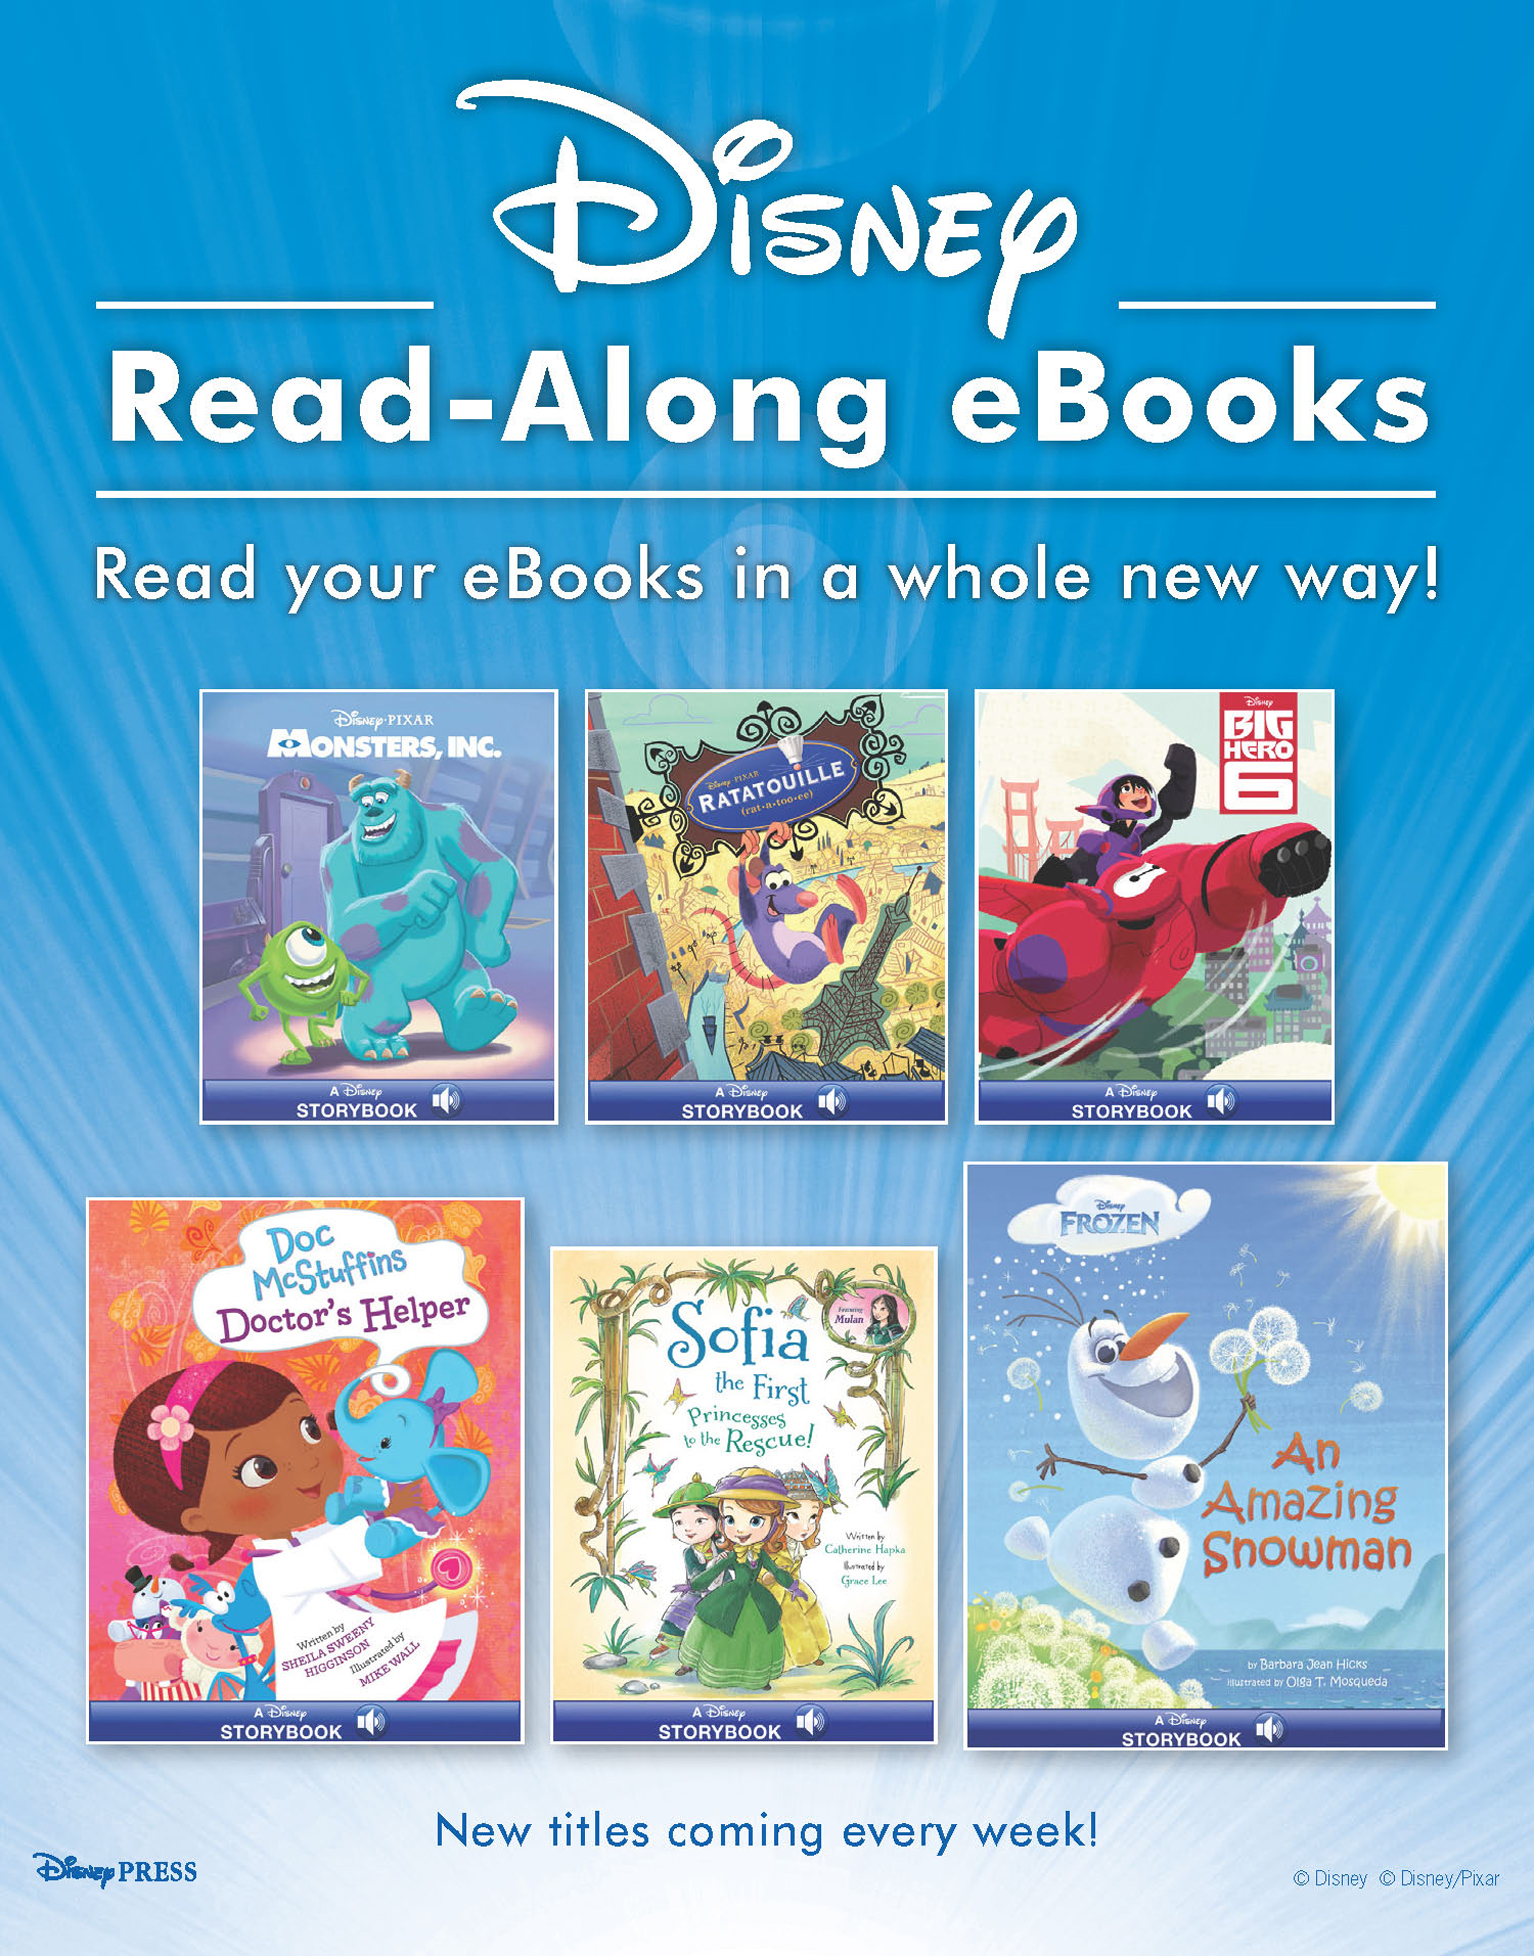 Disney
Read-Along eBooks
Read your eBooks in a whole new way!
Disney·PIXAR
MONSTERS, INC.
A Disney
STORYBOOK
Disney·PIXAR
RATATOUILLE
(rat•a•too•ee)
A Disney
STORYBOOK
Disney
BIG
HERO
6
A Disney
STORYBOOK
Doc
McStuffins
Doctor's Helper
Written by
SHEILA SWEENY
HIGGINSON
Illustrated by
MIKE WALL
A Disney
STORYBOOK
Featuring
Mulan
Sofia
the First
Princesses
to the Rescue!
Written by
Catherine Hapka
Illustrated by
Grace Lee
A Disney
STORYBOOK
Disney
FROZEN
An
Amazing
Snowman
by Barbara Jean Hicks
illustrated by Olga T. Mosqueda
A Disney
STORYBOOK
New titles coming every week!
Disney PRESS
© Disney © Disney/Pixar